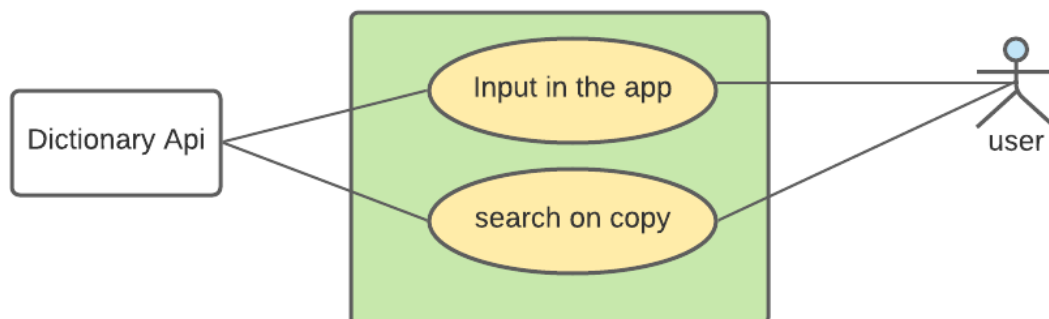 Input in the app
Dictionary Api
user
search on copy